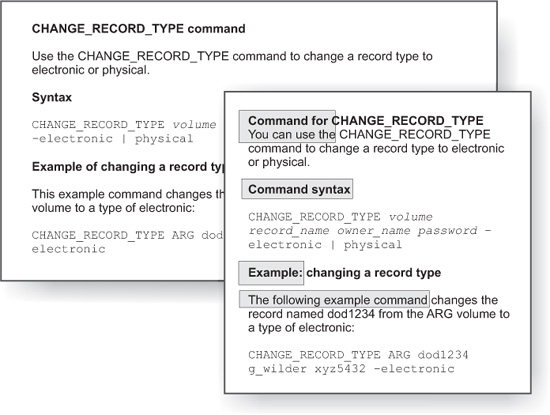 CHANGE_RECORD_TYPE command
Use the CHANGE_RECORD_TYPE command to change a record type to
electronic or physical.
Syntax
CHANGE_RECORD_TYPE volume
-electronic | physical
Example of changing a record typ
This example command changes th
volume to a type of electronic:
CHANGE_RECORD_TYPE ARG dod
electronic
Command for CHANGE_RECORD_TYPE
You can use the CHANGE_RECORD_TYPE
command to change a record type to electronic
or physical.
Command syntax
CHANGE_RECORD_TYPE volume
record_name owner_name password -
electronic | physical
Example: changing a record type
The following example command changes the
record named dod1234 from the ARG volume to
a type of electronic:
CHANGE_RECORD_TYPE ARG dod1234
g_wilder xyz5432 -electronic